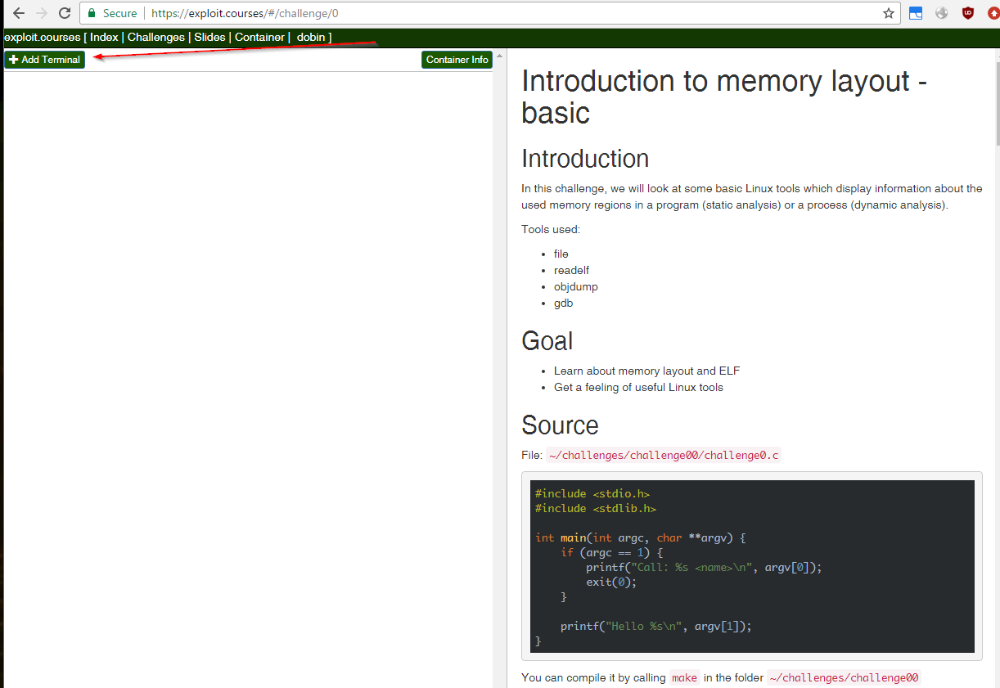 Secure https://exploit.courses/#/challenge/0
exploit.courses [ Index | Challenges | Slides | Container | dobin ]
Add Terminal
Container Info
Introduction to memory layout -
basic
Introduction
In this challenge, we will look at some basic Linux tools which display information about the
used memory regions in a program (static analysis) or a process (dynamic analysis).
Tools used:
• file
• readelf
• objdump
• gdb
Goal
• Learn about memory layout and ELF
• Get a feeling of useful Linux tools
Source
File: ~/challenges/challenge00/challenge0.c
#include <stdio.h>
#include <stdlib.h>
int main(int argc, char **argv) {
    if (argc == 1) {
        printf("Call: %s <name>\n", argv[0]);
        exit(0);
    }
    printf("Hello %s\n", argv[1]);
}
You can compile it by calling make in the folder ~/challenges/challenge00